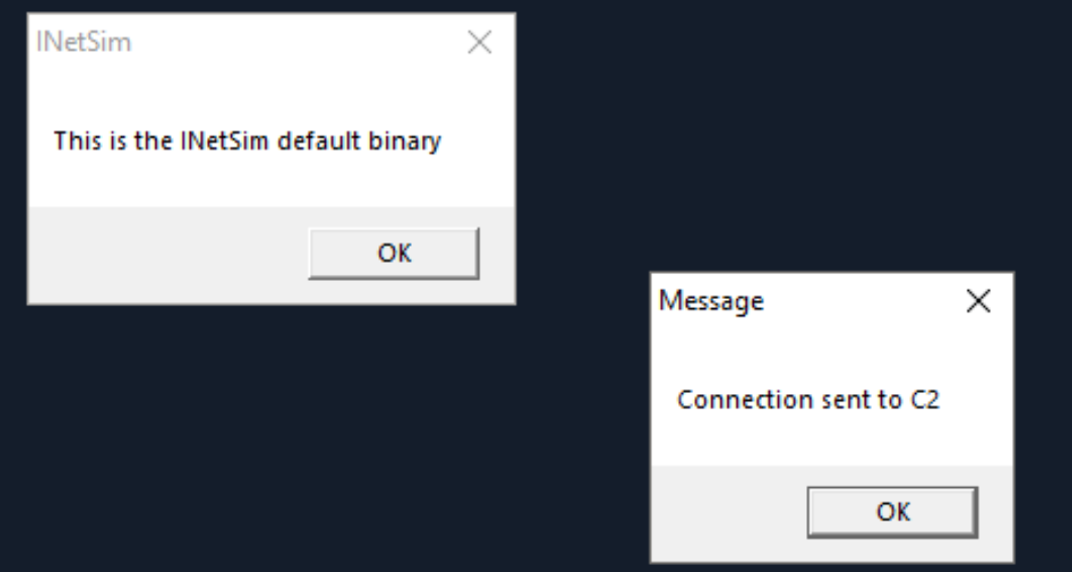 INetSim
This is the INetSim default binary
OK
Message
Connection sent to C2
OK